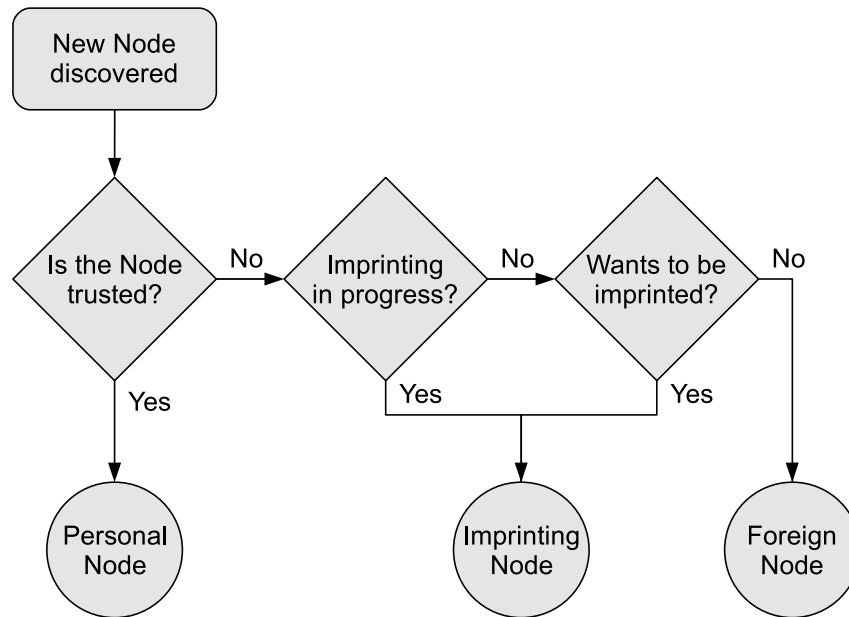 New Node
discovered
Is the Node
trusted?
No
Imprinting
in progress?
No
Wants to be
imprinted?
No
Yes
Yes
Yes
Personal
Node
Imprinting
Node
Foreign
Node